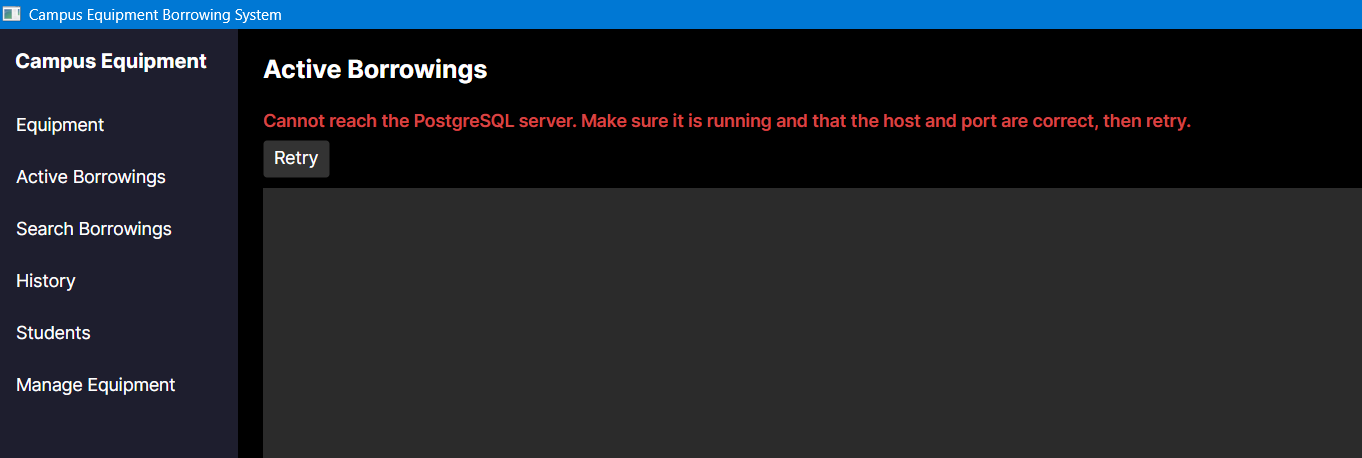 Campus Equipment Borrowing System
Campus Equipment
Equipment
Active Borrowings
Search Borrowings
History
Students
Manage Equipment
Active Borrowings
Cannot reach the PostgreSQL server. Make sure it is running and that the host and port are correct, then retry.
Retry